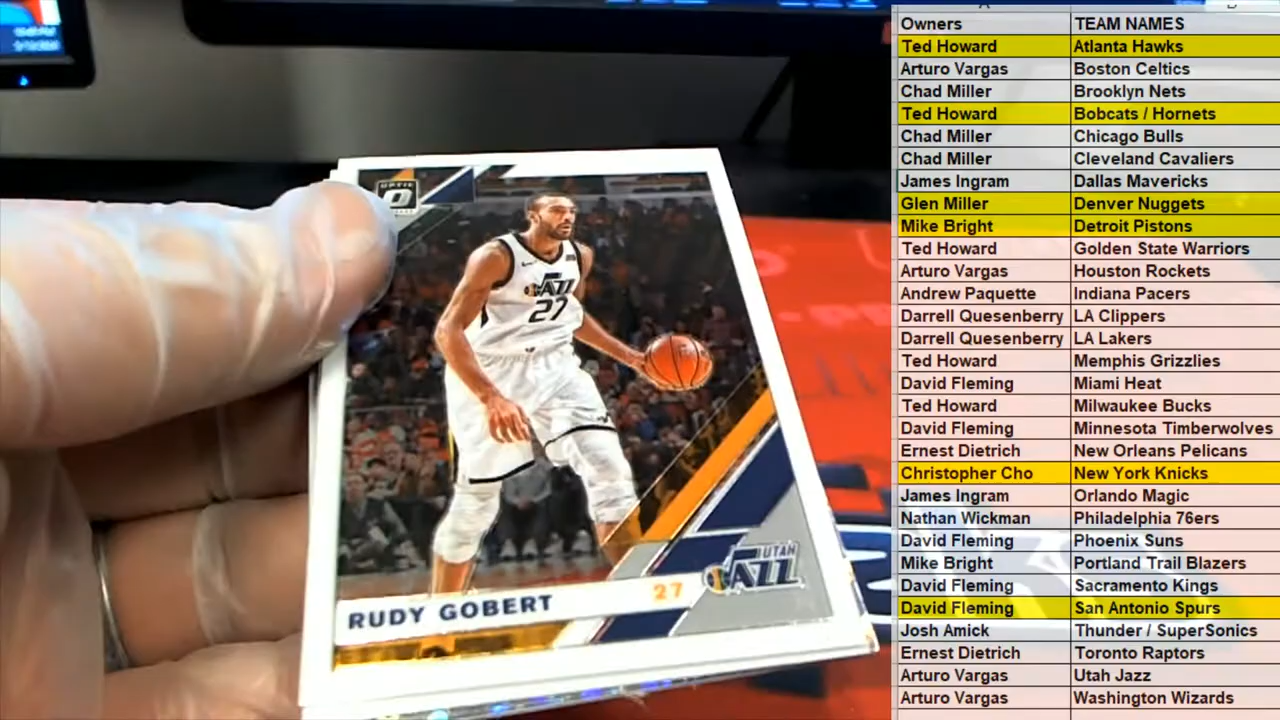 OPTIC
JAZZ
27
UTAH
JAZZ
27
RUDY GOBERT
Owners TEAM NAMES
Ted Howard Atlanta Hawks
Arturo Vargas Boston Celtics
Chad Miller Brooklyn Nets
Ted Howard Bobcats / Hornets
Chad Miller Chicago Bulls
Chad Miller Cleveland Cavaliers
James Ingram Dallas Mavericks
Glen Miller Denver Nuggets
Mike Bright Detroit Pistons
Ted Howard Golden State Warriors
Arturo Vargas Houston Rockets
Andrew Paquette Indiana Pacers
Darrell Quesenberry LA Clippers
Darrell Quesenberry LA Lakers
Ted Howard Memphis Grizzlies
David Fleming Miami Heat
Ted Howard Milwaukee Bucks
David Fleming Minnesota Timberwolves
Ernest Dietrich New Orleans Pelicans
Christopher Cho New York Knicks
James Ingram Orlando Magic
Nathan Wickman Philadelphia 76ers
David Fleming Phoenix Suns
Mike Bright Portland Trail Blazers
David Fleming Sacramento Kings
David Fleming San Antonio Spurs
Josh Amick Thunder / SuperSonics
Ernest Dietrich Toronto Raptors
Arturo Vargas Utah Jazz
Arturo Vargas Washington Wizards